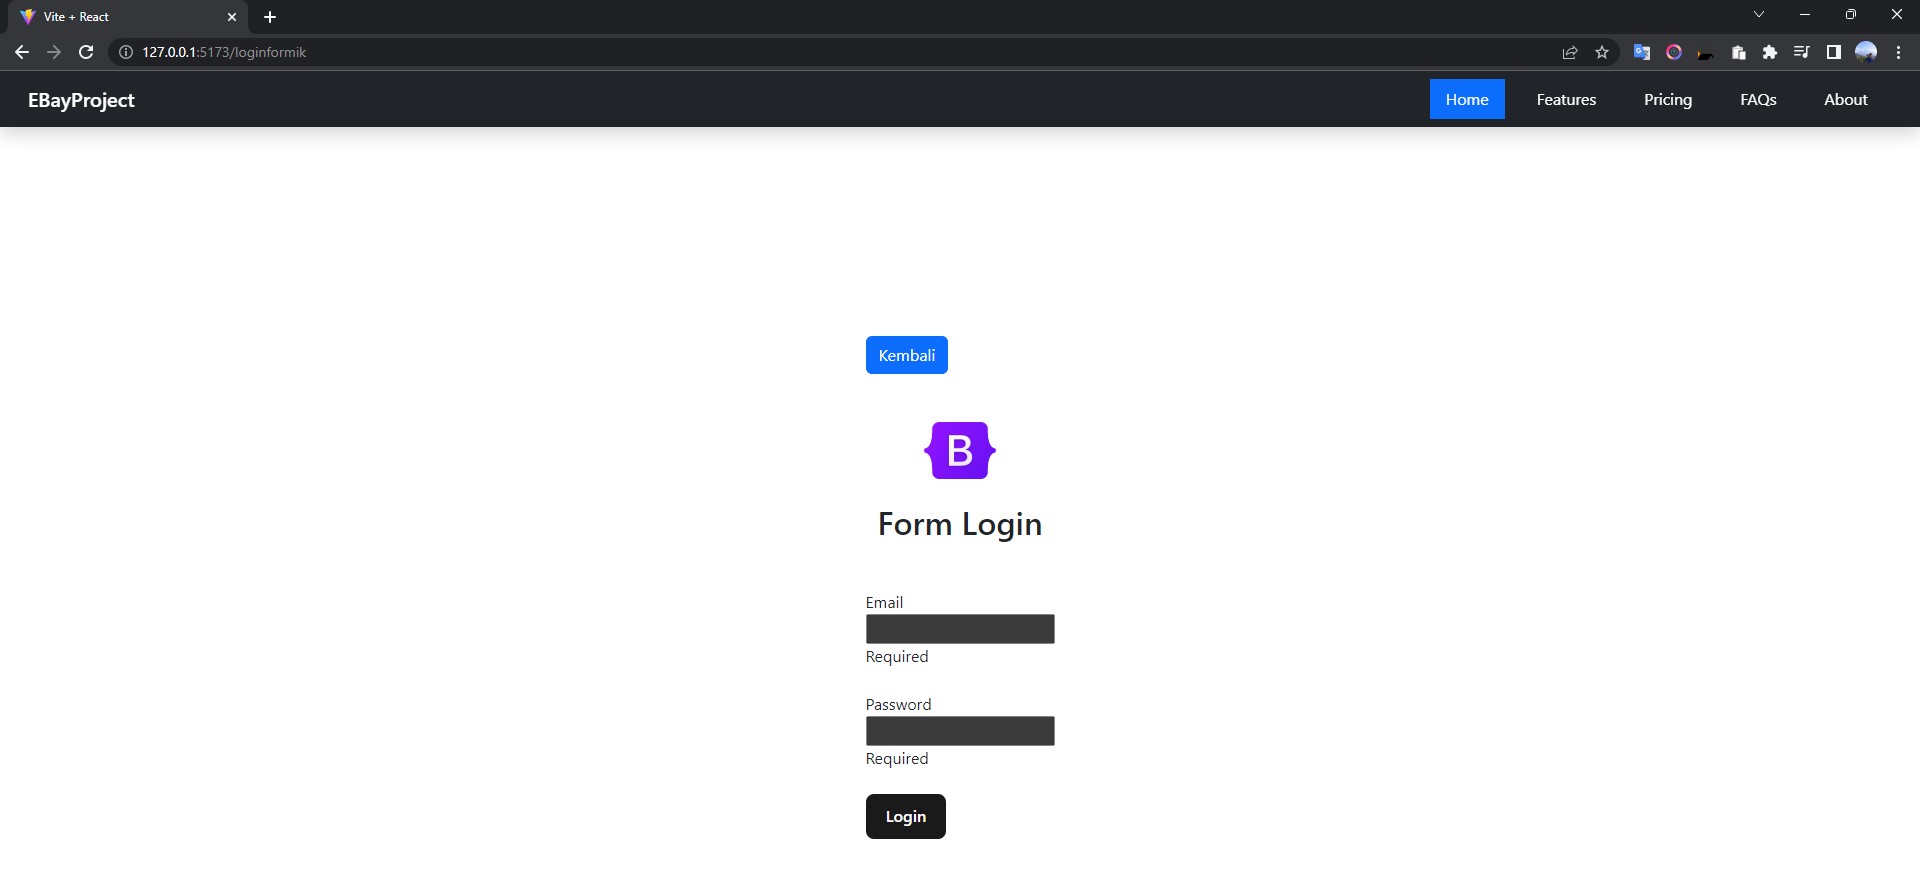 Vite + React
127.0.0.1:5173/loginformik
EBayProject
Home Features Pricing FAQs About
Kembali
B
Form Login
Email
Required
Password
Required
Login